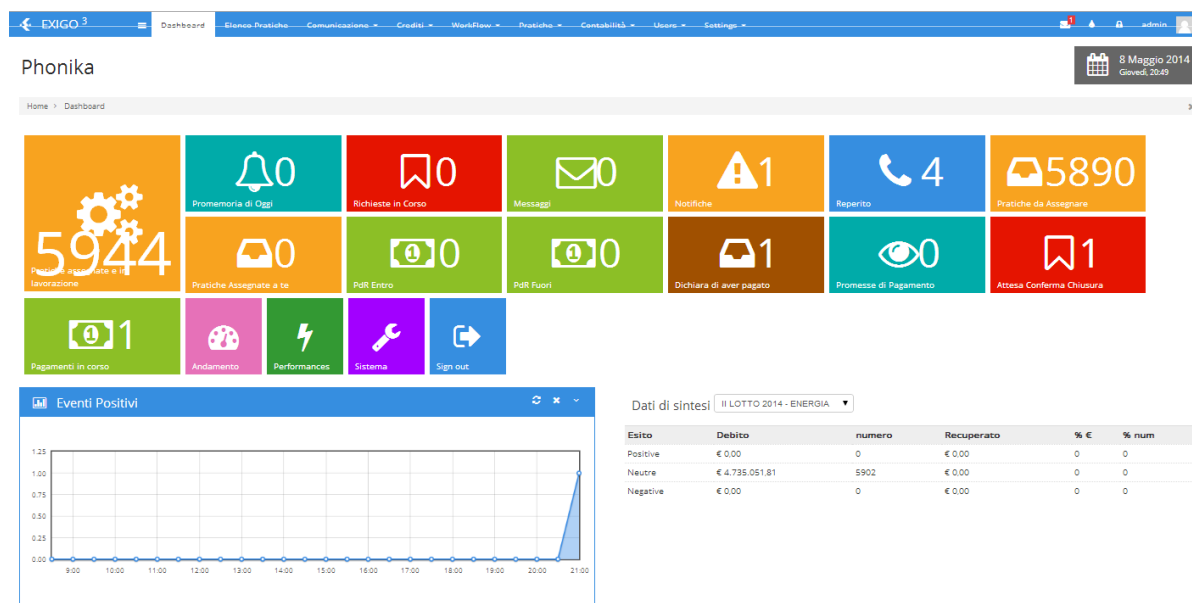 EXIGO 3 Dashboard Elenco Pratiche Comunicazione Crediti WorkFlow Pratiche Contabilità Users Settings 1 admin
Phonika
8 Maggio 2014
Giovedì, 20:49
Home > Dashboard
5944
Pratiche assegnate e in
lavorazione
0
Promemoria di Oggi
0
Richieste in Corso
0
Messaggi
1
Notifiche
4
Reperito
5890
Pratiche da Assegnare
0
Pratiche Assegnate a te
1 0
PdR Entro
1 0
PdR Fuori
1
Dichiara di aver pagato
0
Promesse di Pagamento
1
Attesa Conferma Chiusura
1 1
Pagamenti in corso
Andamento
Performances
Sistema
Sign out
Eventi Positivi
1.25
1.00
0.75
0.50
0.25
0.00
9:00 10:00 11:00 12:00 13:00 14:00 15:00 16:00 17:00 18:00 19:00 20:00 21:00
Dati di sintesi II LOTTO 2014 - ENERGIA
Esito Debito numero Recuperato % € % num
Positive € 0,00 0 € 0,00 0 0
Neutre € 4.735.051,81 5902 € 0,00 0 0
Negative € 0,00 0 € 0,00 0 0